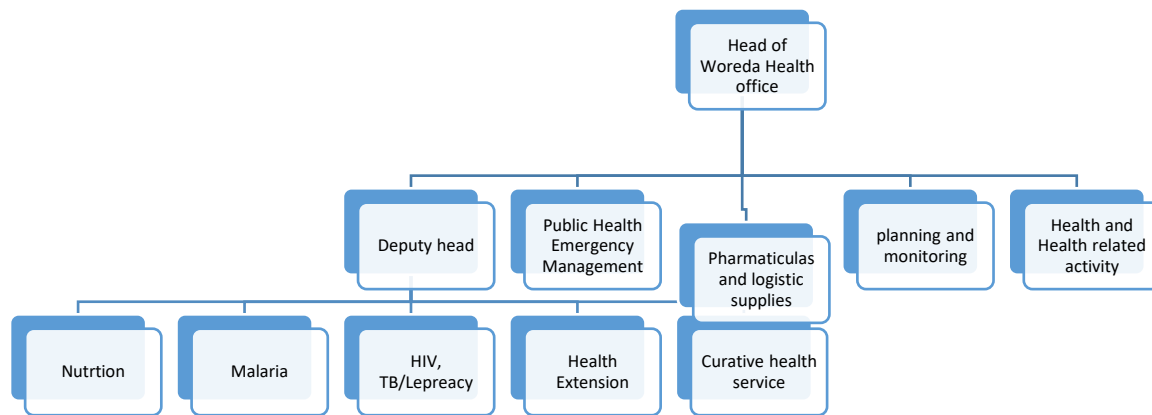 Head of
Woreda Health
office
Deputy head
Public Health
Emergency
Management
Pharmaticulas
and logistic
supplies
planning and
monitoring
Health and
Health related
activity
Nutrtion
Malaria
HIV,
TB/Lepreacy
Health
Extension
Curative health
service